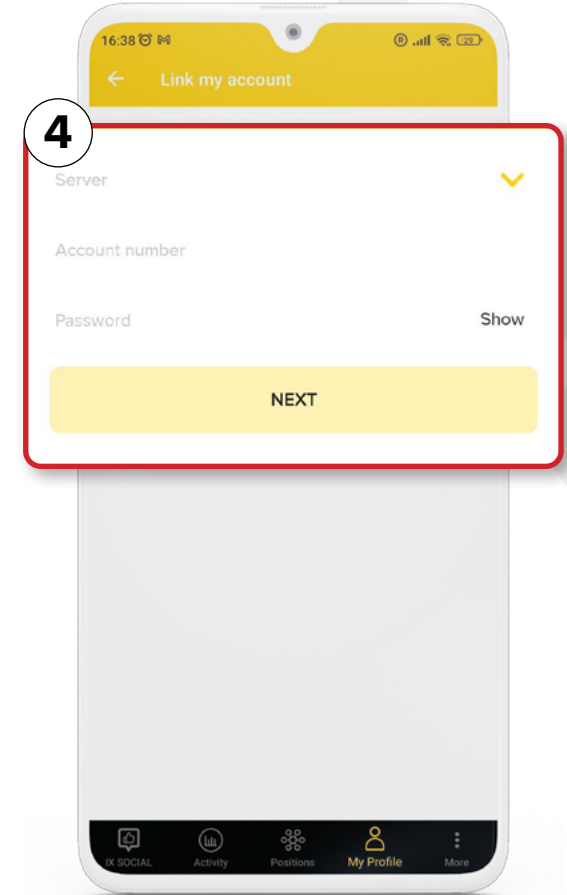 16:38
29
Link my account
4
Server
Account number
Password Show
NEXT
IX SOCIAL Activity Positions My Profile More